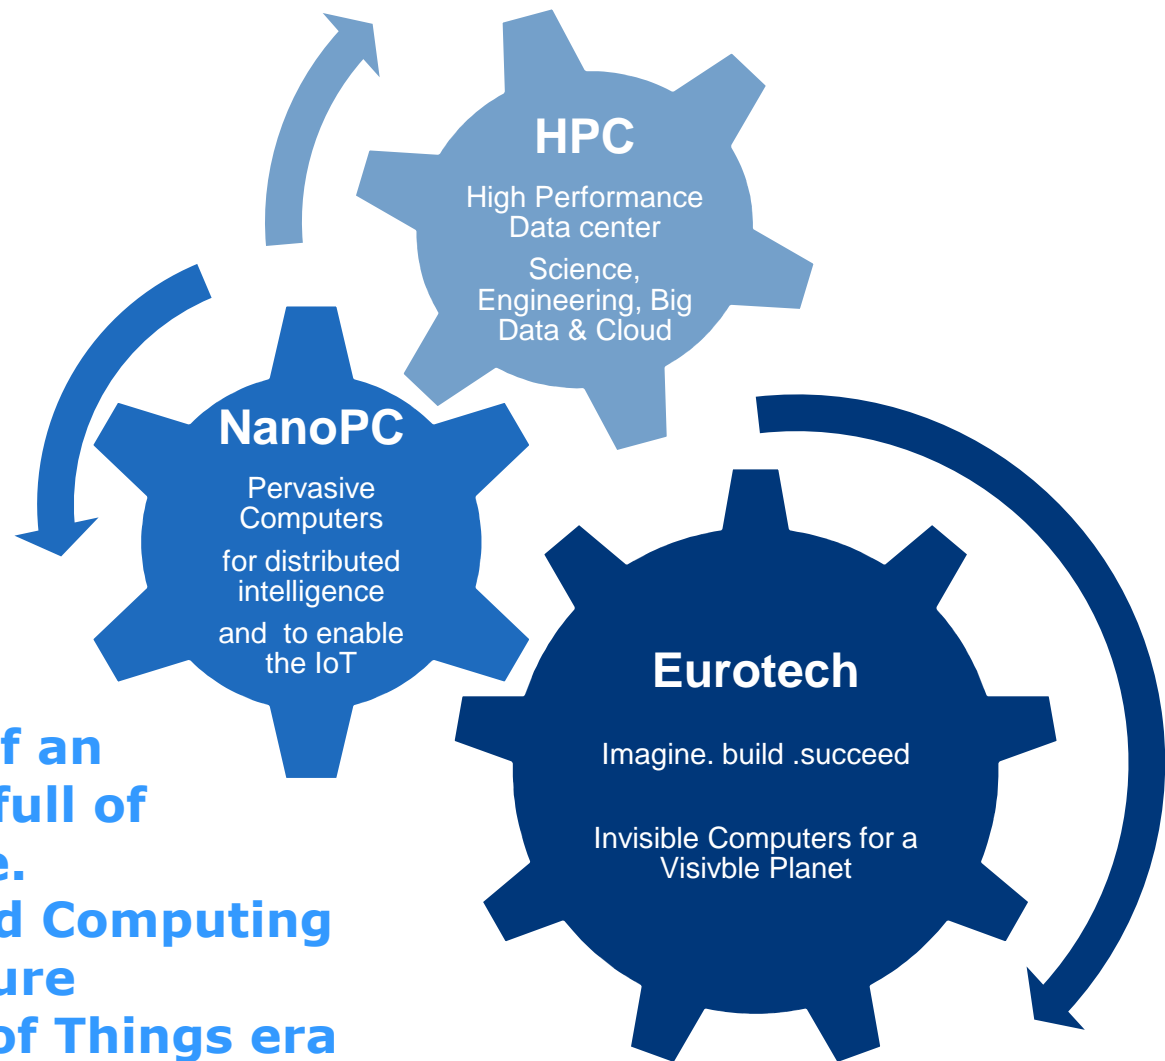 HPC
High Performance
Data center
Science,
Engineering, Big
Data & Cloud
NanoPC
Pervasive
Computers
for distributed
intelligence
and to enable
the IoT
Eurotech
Imagine. build .succeed
Invisible Computers for a
Visivble Planet
an
full of
Computing
of Things era